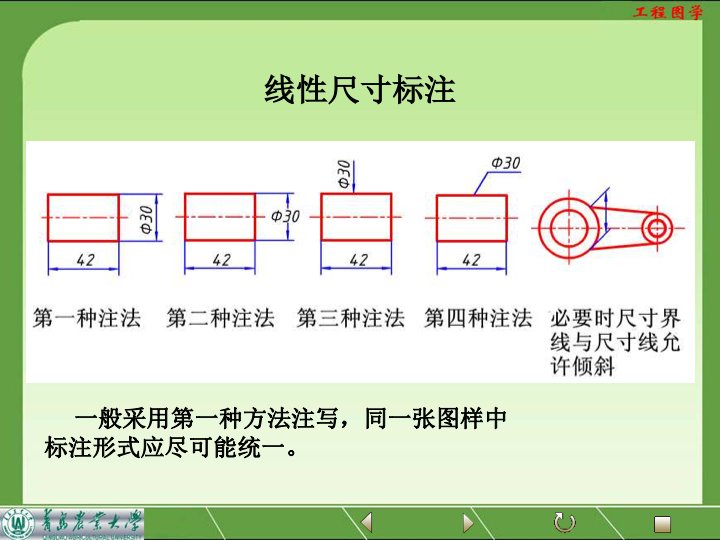 工程图学
线性尺寸标注
Φ30
42
Φ30
42
Φ30
42
Φ30
42
第一种注法
第二种注法
第三种注法
第四种注法
必要时尺寸界
线与尺寸线允
许倾斜
一般采用第一种方法注写，同一张图样中
标注形式应尽可能统一。
青岛农业大学